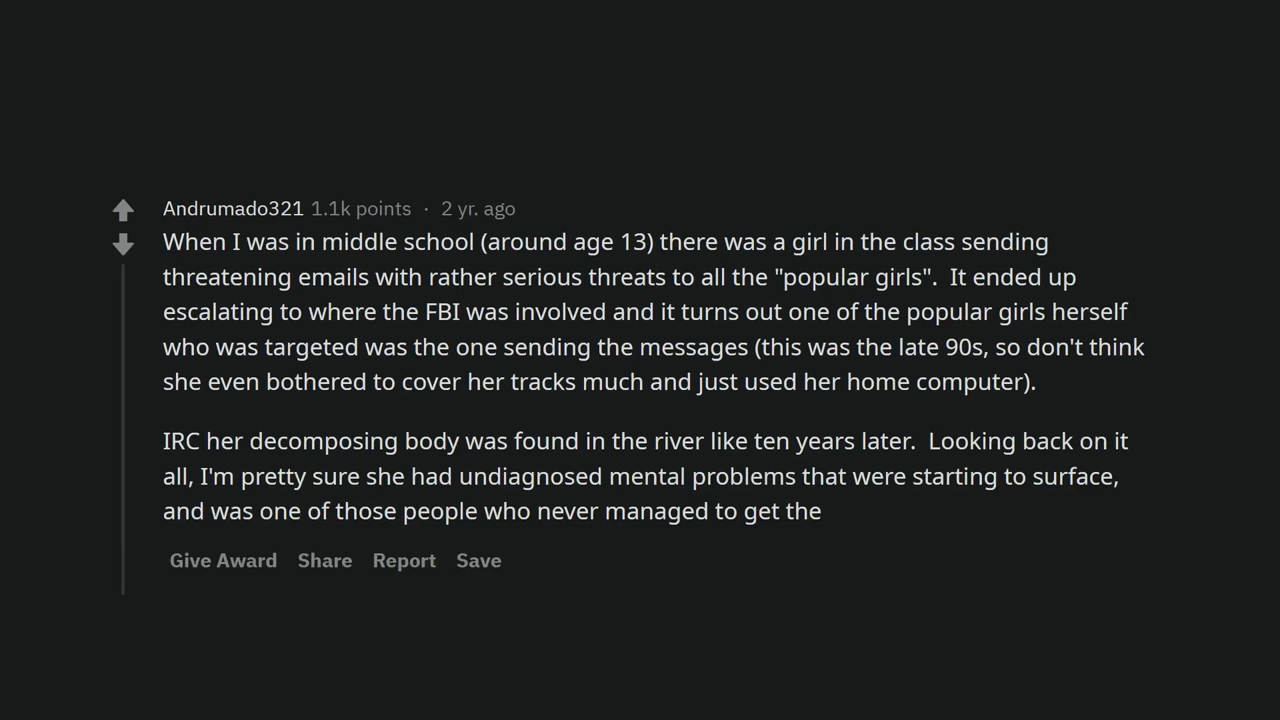 Andrumado321 1.1k points · 2 yr. ago
When I was in middle school (around age 13) there was a girl in the class sending
threatening emails with rather serious threats to all the "popular girls".  It ended up
escalating to where the FBI was involved and it turns out one of the popular girls herself
who was targeted was the one sending the messages (this was the late 90s, so don't think
she even bothered to cover her tracks much and just used her home computer).
IRC her decomposing body was found in the river like ten years later.  Looking back on it
all, I'm pretty sure she had undiagnosed mental problems that were starting to surface,
and was one of those people who never managed to get the
Give Award Share Report Save